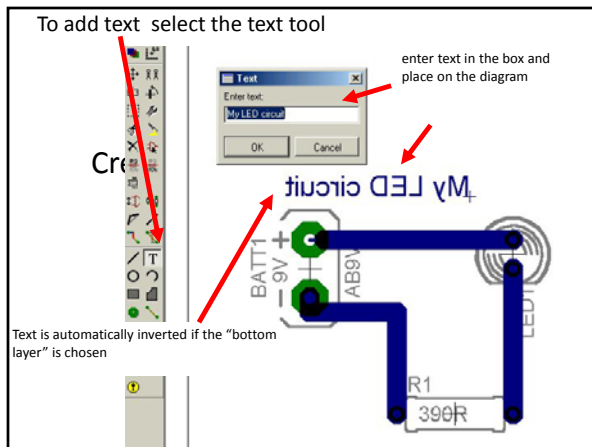 To add text select the text tool
enter text in the box and
place on the diagram
Text
Enter text:
My LED circuit
OK
Cancel
Cre
My LED circuit
T
BATT1
9V
+
-
AB9V
LED1
Text is automatically inverted if the “bottom
layer” is chosen
R1
390R